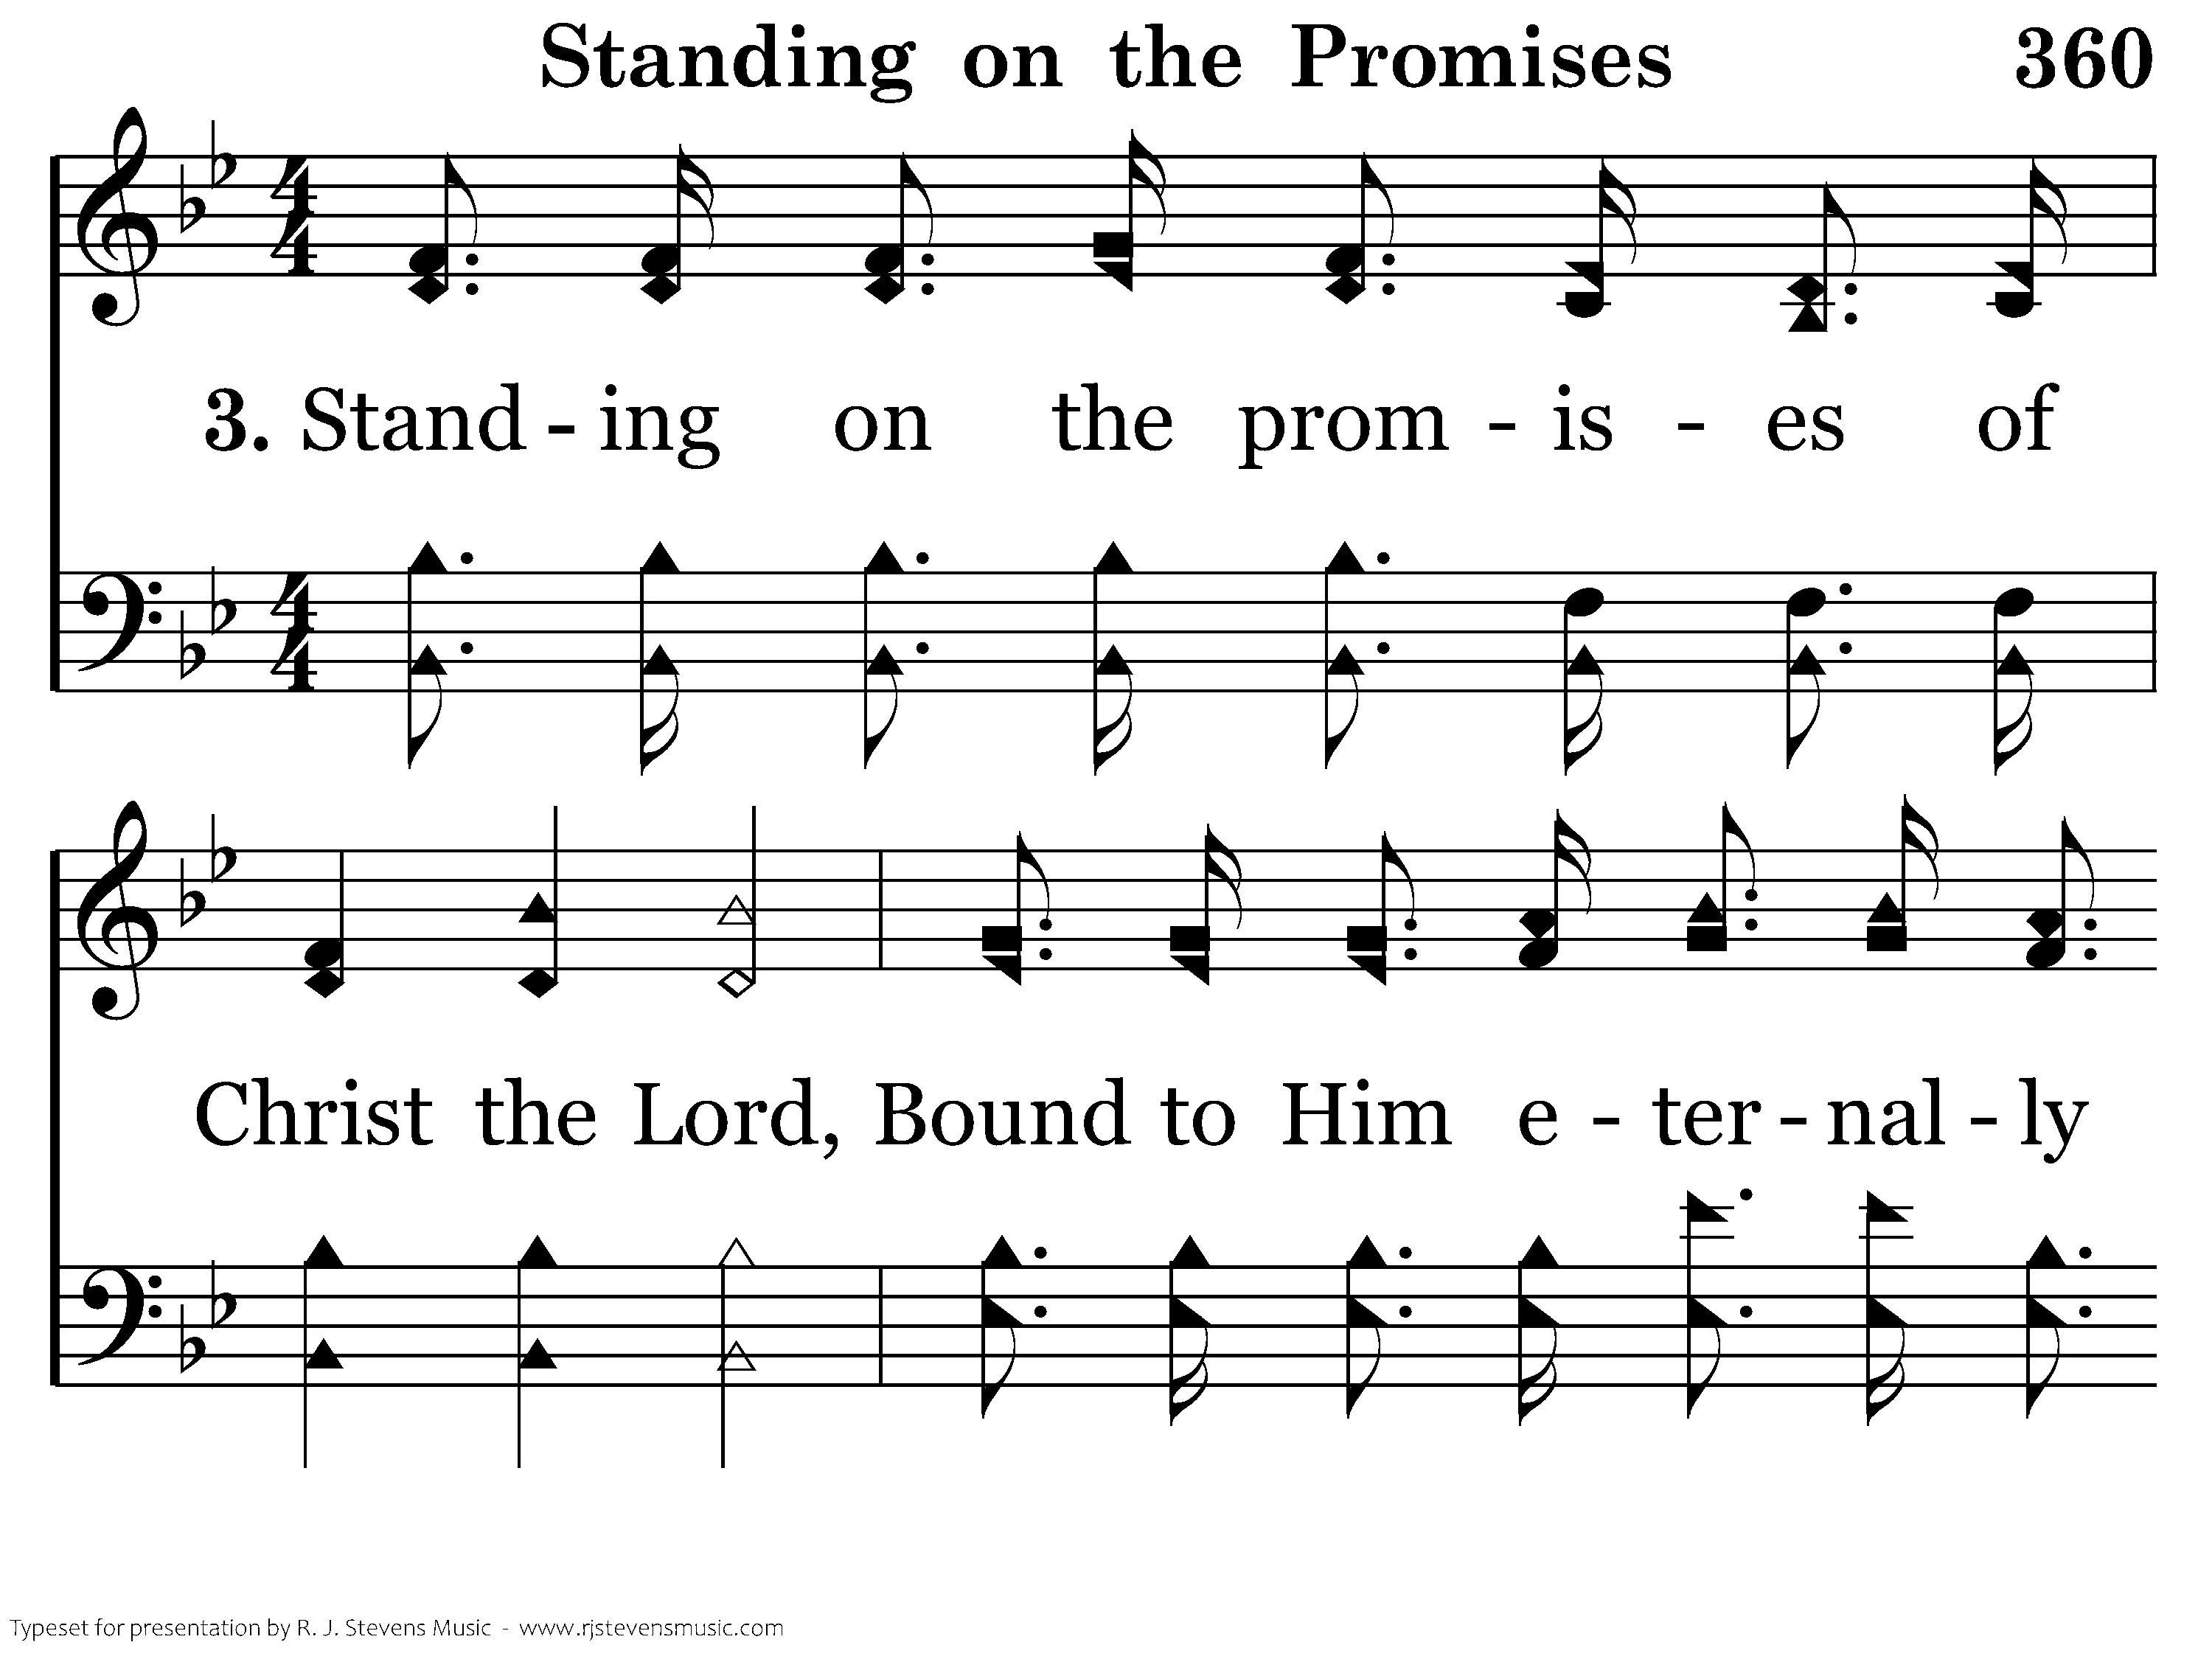 Standing on the Promises 360
3. Stand - ing on the prom - is - es of
Christ the Lord, Bound to Him e - ter - nal - ly
Typeset for presentation by R. J. Stevens Music - www.rjstevensmusic.com